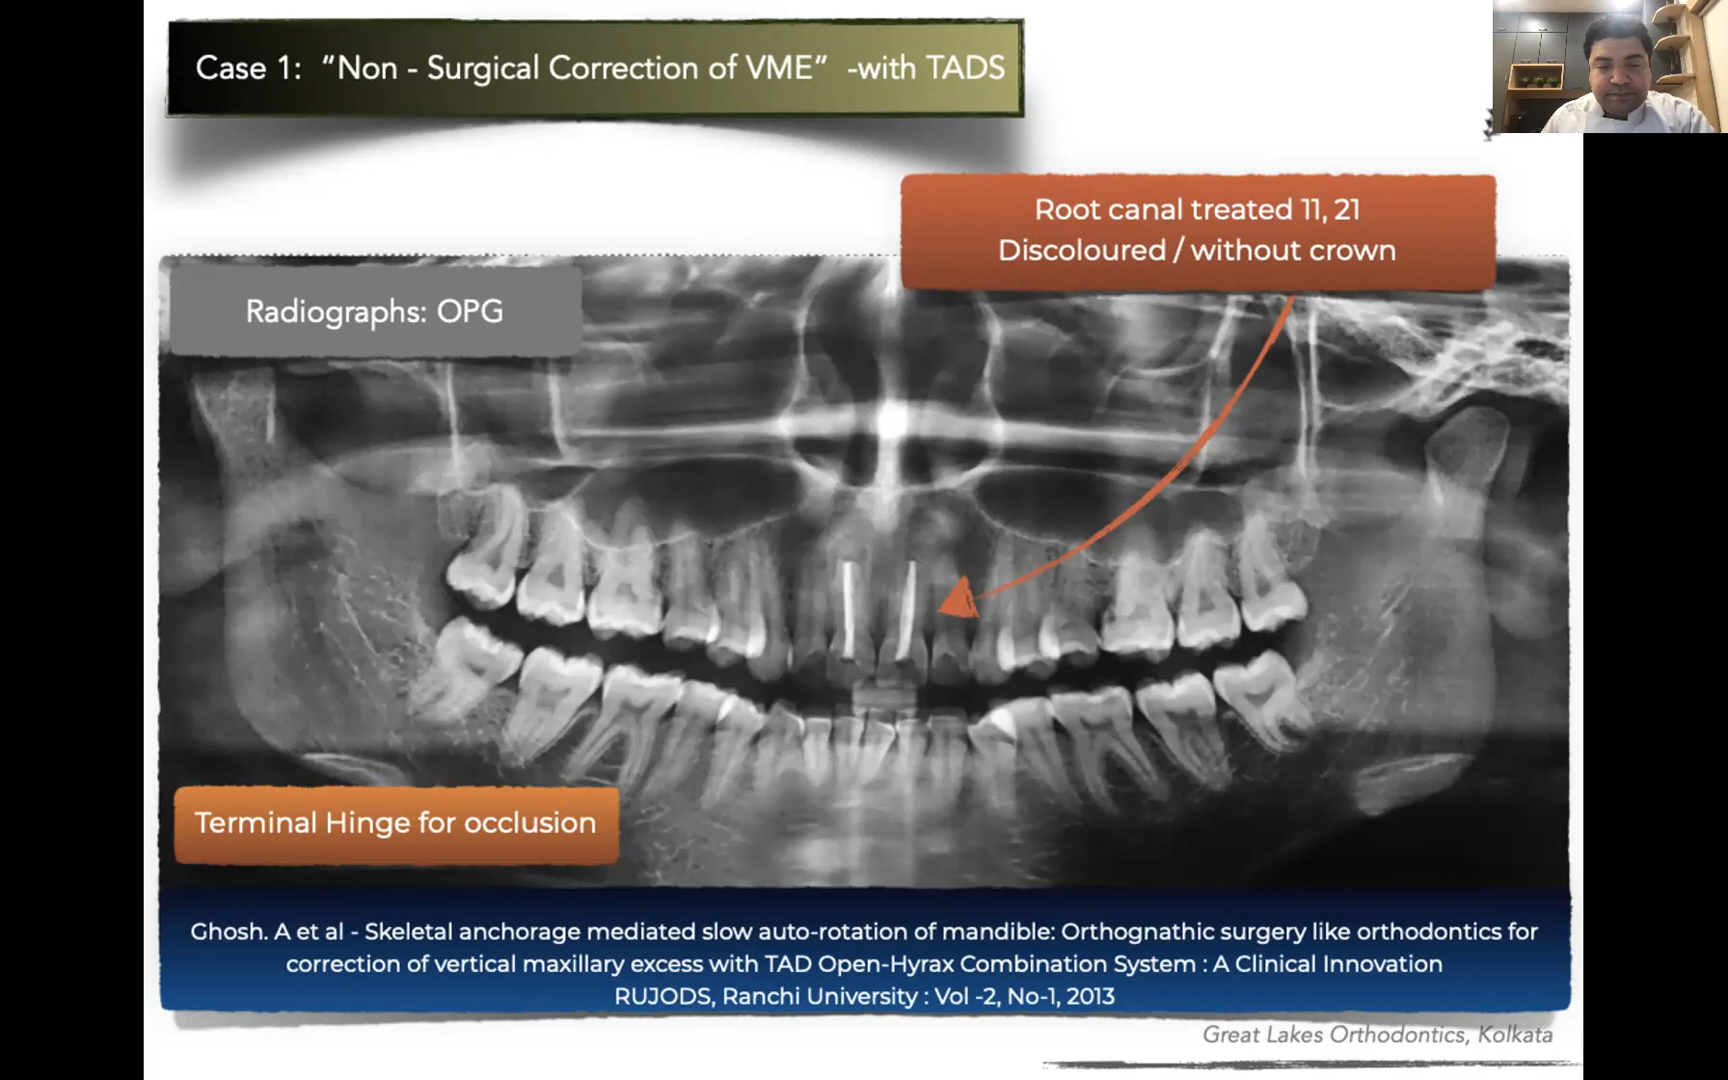 Case 1: “Non - Surgical Correction of VME” -with TADS
Root canal treated 11, 21
Discoloured / without crown
Radiographs: OPG
Terminal Hinge for occlusion
Ghosh. A et al - Skeletal anchorage mediated slow auto-rotation of mandible: Orthognathic surgery like orthodontics for
correction of vertical maxillary excess with TAD Open-Hyrax Combination System : A Clinical Innovation
RUJODS, Ranchi University : Vol -2, No-1, 2013
Great Lakes Orthodontics, Kolkata